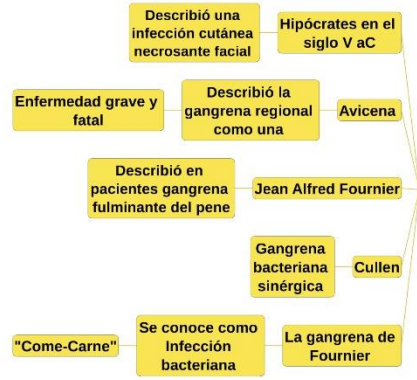 Describió una
infección cutánea
necrosante facial
Hipócrates en el
siglo V aC
Enfermedad grave y
fatal
Describió la
gangrena regional
como una
Avicena
Describió en
pacientes gangrena
fulminante del pene
Jean Alfred Fournier
Gangrena
bacteriana
sinérgica
Cullen
"Come-Carne"
Se conoce como
Infección
bacteriana
La gangrena de
Fournier